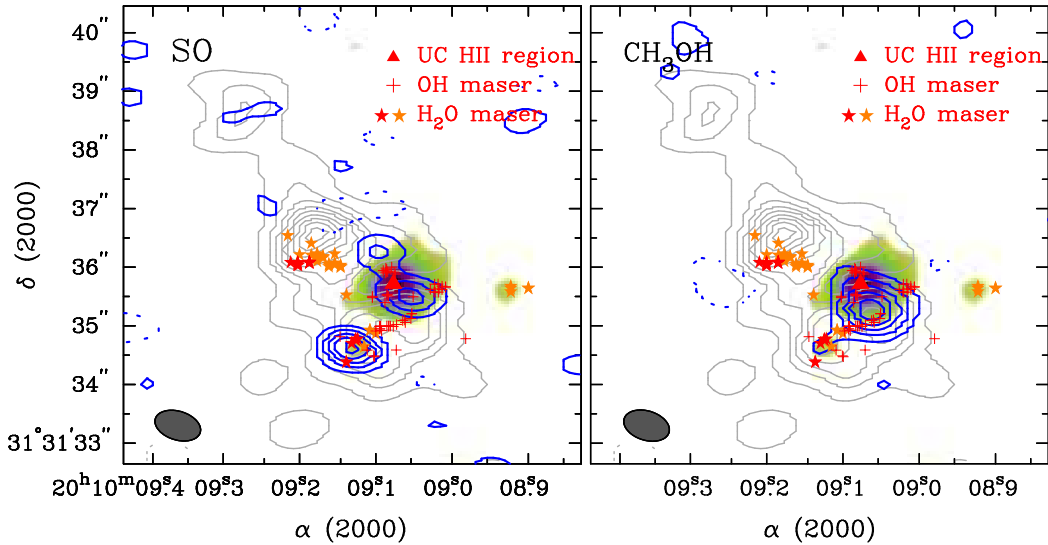 SO
UC HII region
OH maser
H₂O maser
CH₃OH
UC HII region
OH maser
H₂O maser
40"
39"
38"
37"
36"
35"
34"
31°31'33"
δ (2000)
20ʰ10ᵐ09ˢ.4 09ˢ.3 09ˢ.2 09ˢ.1 09ˢ.0 08ˢ.9
09ˢ.3 09ˢ.2 09ˢ.1 09ˢ.0 08ˢ.9
α (2000)
α (2000)